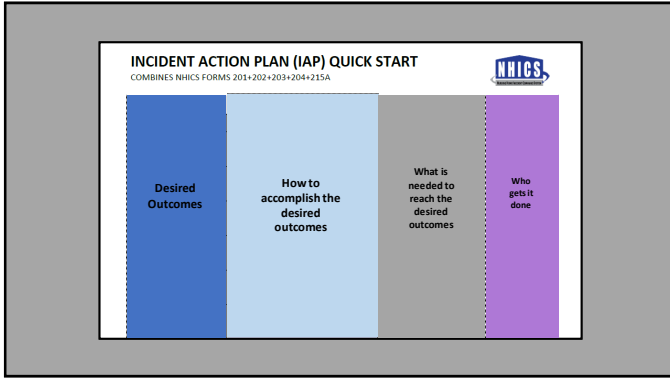 INCIDENT ACTION PLAN (IAP) QUICK START
COMBINES NHICS FORMS 201+202+203+204+215A
NHICS
Desired
Outcomes
How to
accomplish the
desired
outcomes
What is
needed to
reach the
desired
outcomes
Who
gets it
done